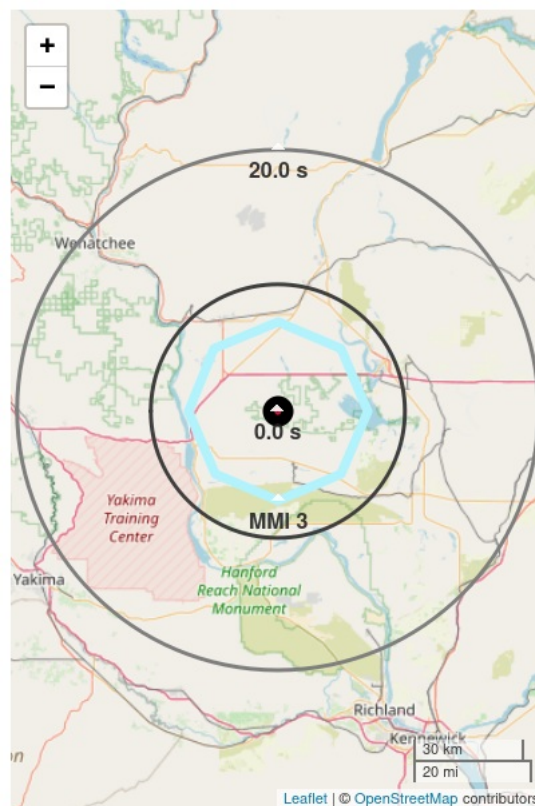 +
−
20.0 s
Wenatchee
0.0 s
MMI 3
Yakima
Training
Center
Hanford
Reach National
Monument
Yakima
Richland
Kennewick
30 km
20 mi
on
Leaflet | © OpenStreetMap contributors